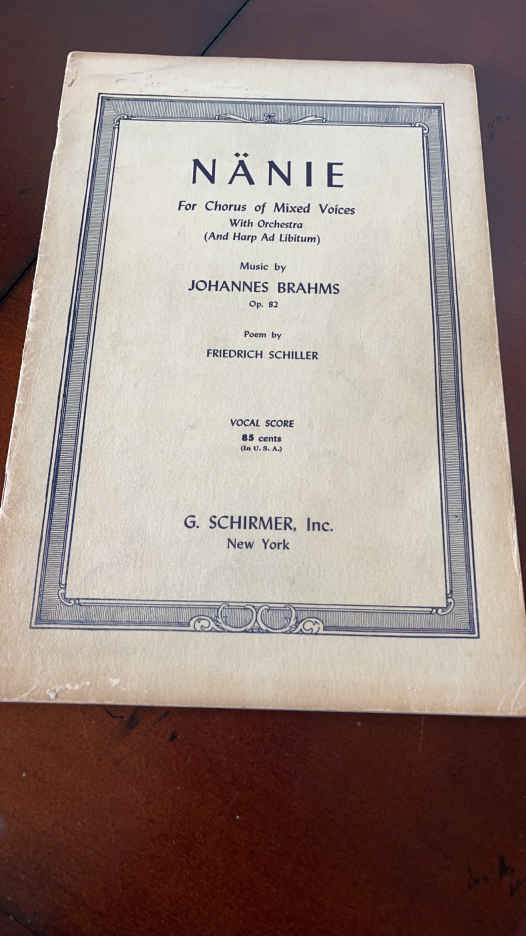 NÄNIE
For Chorus of Mixed Voices
With Orchestra
(And Harp Ad Libitum)
Music by
JOHANNES BRAHMS
Op. 82
Poem by
FRIEDRICH SCHILLER
VOCAL SCORE
85 cents
(In U. S. A.)
G. SCHIRMER, Inc.
New York